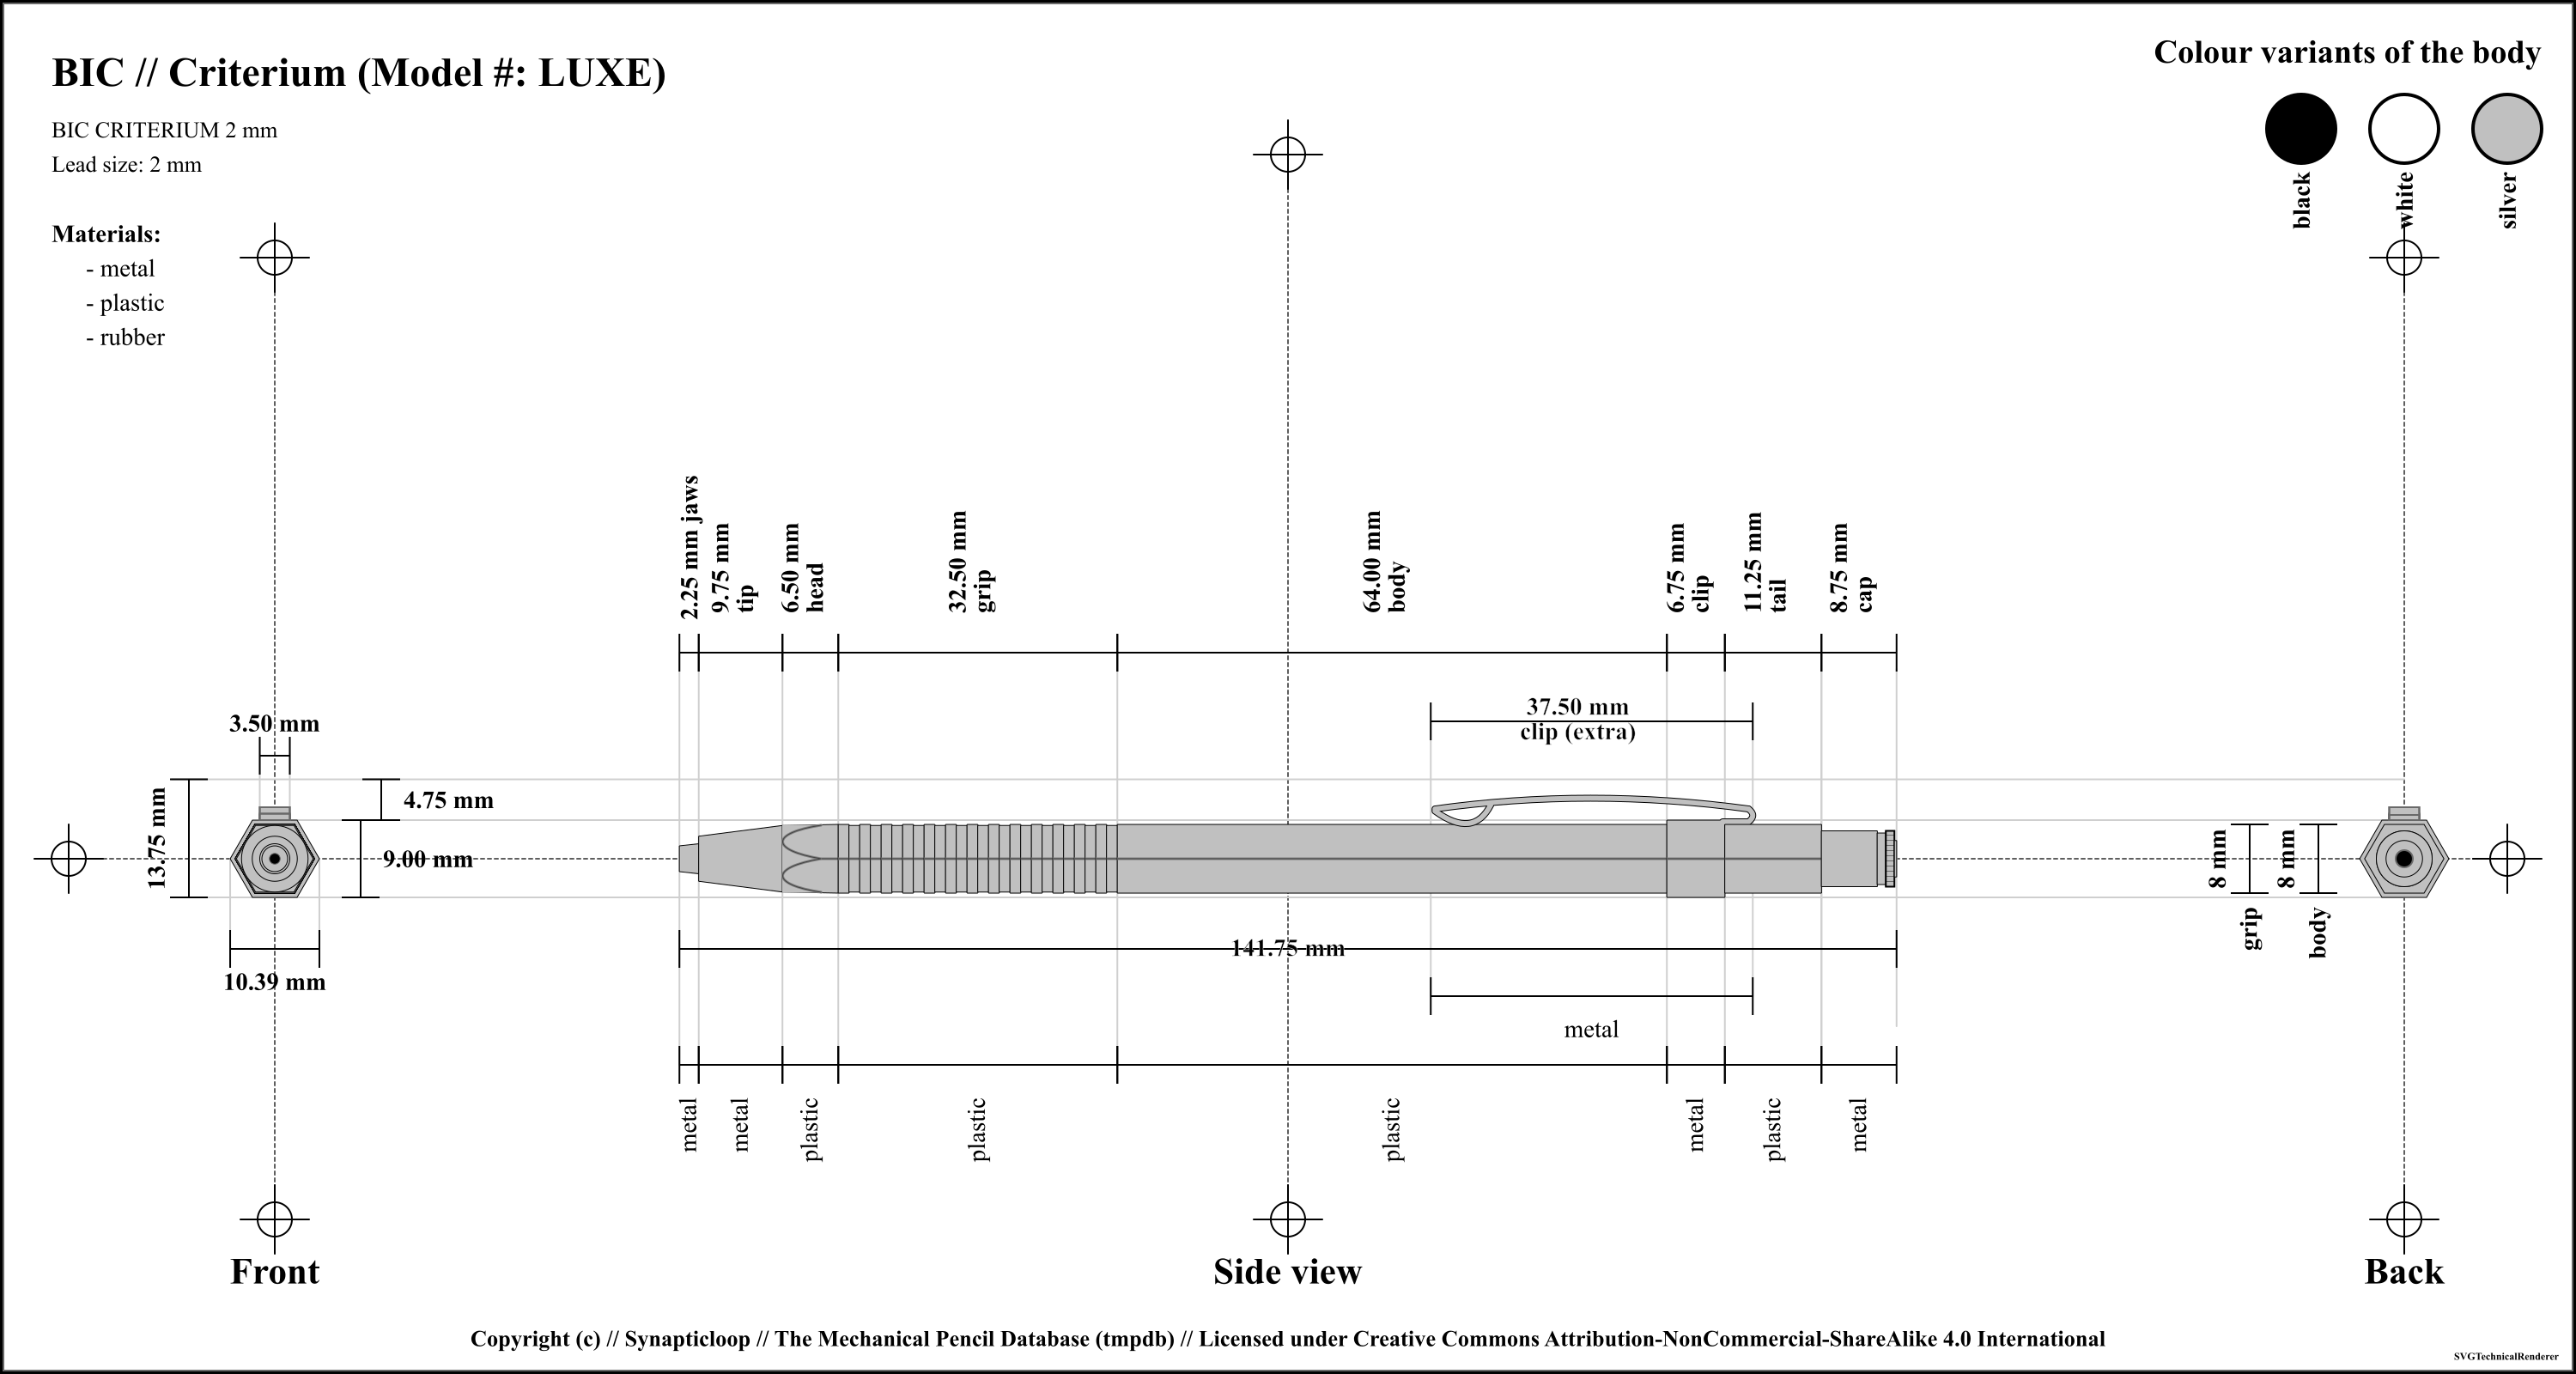 BIC // Criterium (Model #: LUXE)
BIC CRITERIUM 2 mm
Lead size: 2 mm
Materials:
- metal
- plastic
- rubber
Colour variants of the body
black
white
silver
2.25 mm jaws
9.75 mm
tip
6.50 mm
head
32.50 mm
grip
64.00 mm
body
6.75 mm
clip
11.25 mm
tail
8.75 mm
cap
37.50 mm
clip (extra)
3.50 mm
13.75 mm
4.75 mm
9.00 mm
10.39 mm
141.75 mm
8 mm
grip
8 mm
body
metal
metal
metal
plastic
plastic
plastic
metal
plastic
metal
Front
Side view
Back
Copyright (c) // Synapticloop // The Mechanical Pencil Database (tmpdb) // Licensed under Creative Commons Attribution-NonCommercial-ShareAlike 4.0 International
SVGTechnicalRenderer